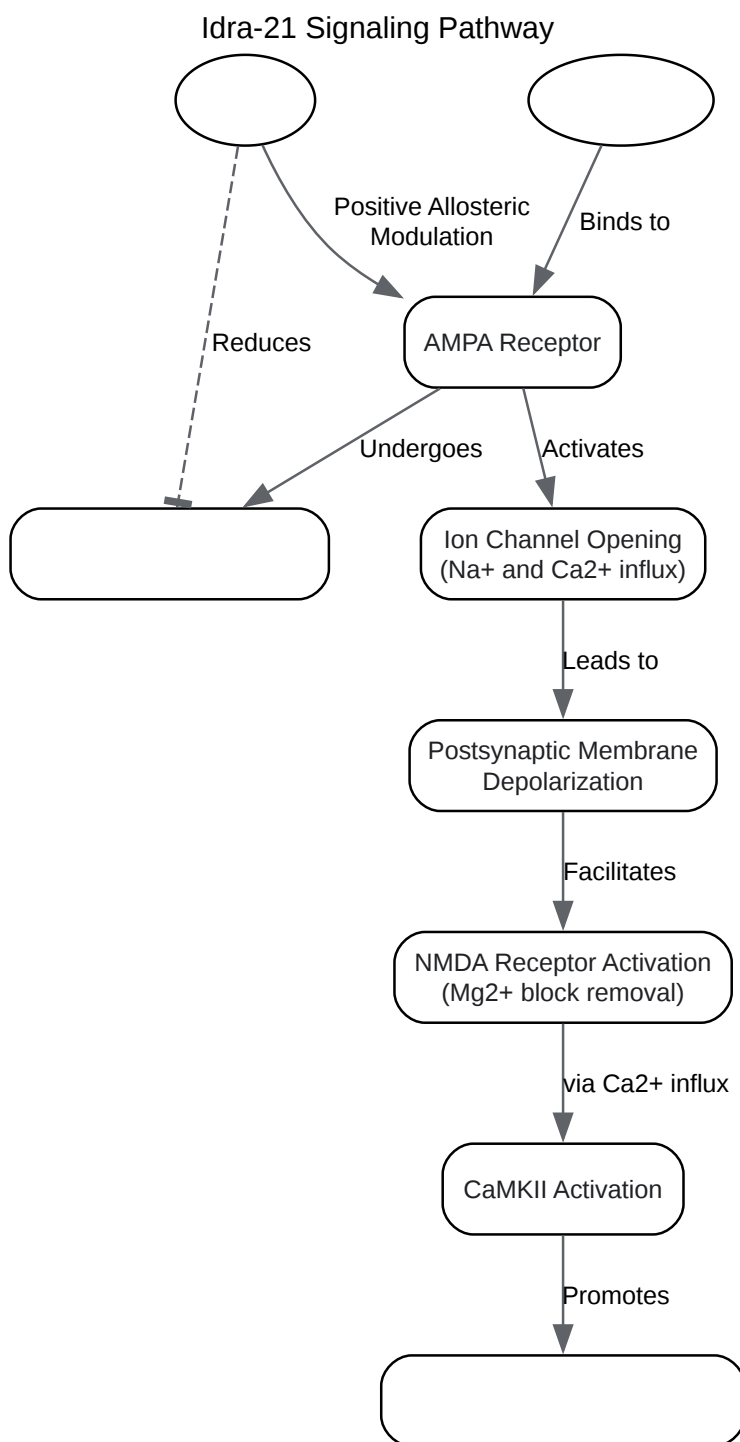 Idra-21 Signaling Pathway
Positive Allosteric
Modulation
Binds to
AMPA Receptor
Reduces
Undergoes
Activates
Ion Channel Opening
(Na+ and Ca2+ influx)
Leads to
Postsynaptic Membrane
Depolarization
Facilitates
NMDA Receptor Activation
(Mg2+ block removal)
via Ca2+ influx
CaMKII Activation
Promotes